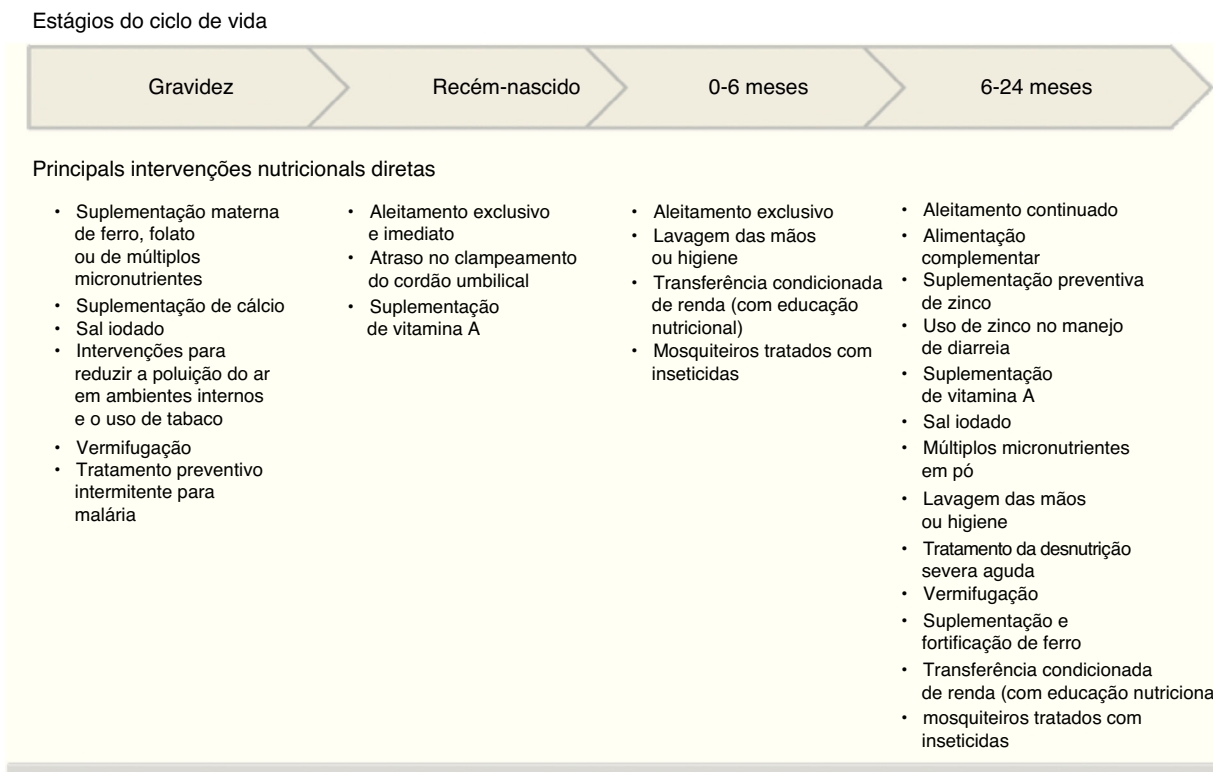 Estágios do ciclo de vida
Gravidez
Recém-nascido
0-6 meses
6-24 meses
Principals intervenções nutricionals diretas
• Suplementação materna
de ferro, folato
ou de múltiplos
micronutrientes
• Suplementação de cálcio
• Sal iodado
• Intervenções para
reduzir a poluição do ar
em ambientes internos
e o uso de tabaco
• Vermifugação
• Tratamento preventivo
intermitente para
malária
• Aleitamento exclusivo
e imediato
• Atraso no clampeamento
do cordão umbilical
• Suplementação
de vitamina A
• Aleitamento exclusivo
• Lavagem das mãos
ou higiene
• Transferência condicionada
de renda (com educação
nutricional)
• Mosquiteiros tratados com
inseticidas
• Aleitamento continuado
• Alimentação
complementar
• Suplementação preventiva
de zinco
• Uso de zinco no manejo
de diarreia
• Suplementação
de vitamina A
• Sal iodado
• Múltiplos micronutrientes
em pó
• Lavagem das mãos
ou higiene
• Tratamento da desnutrição
severa aguda
• Vermifugação
• Suplementação e
fortificação de ferro
• Transferência condicionada
de renda (com educação nutriciona
• mosquiteiros tratados com
inseticidas